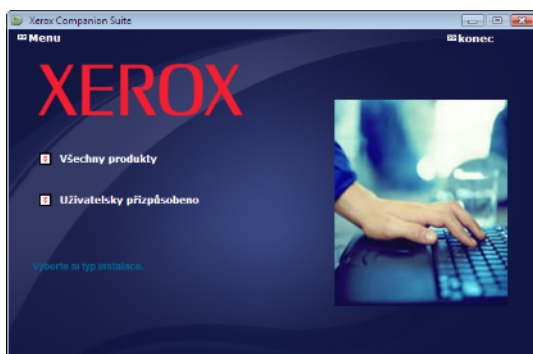 Xerox Companion Suite
Menu
konec
XEROX
Všechny produkty
Uživatelsky přizpůsobeno
Vyberte si typ instalace.